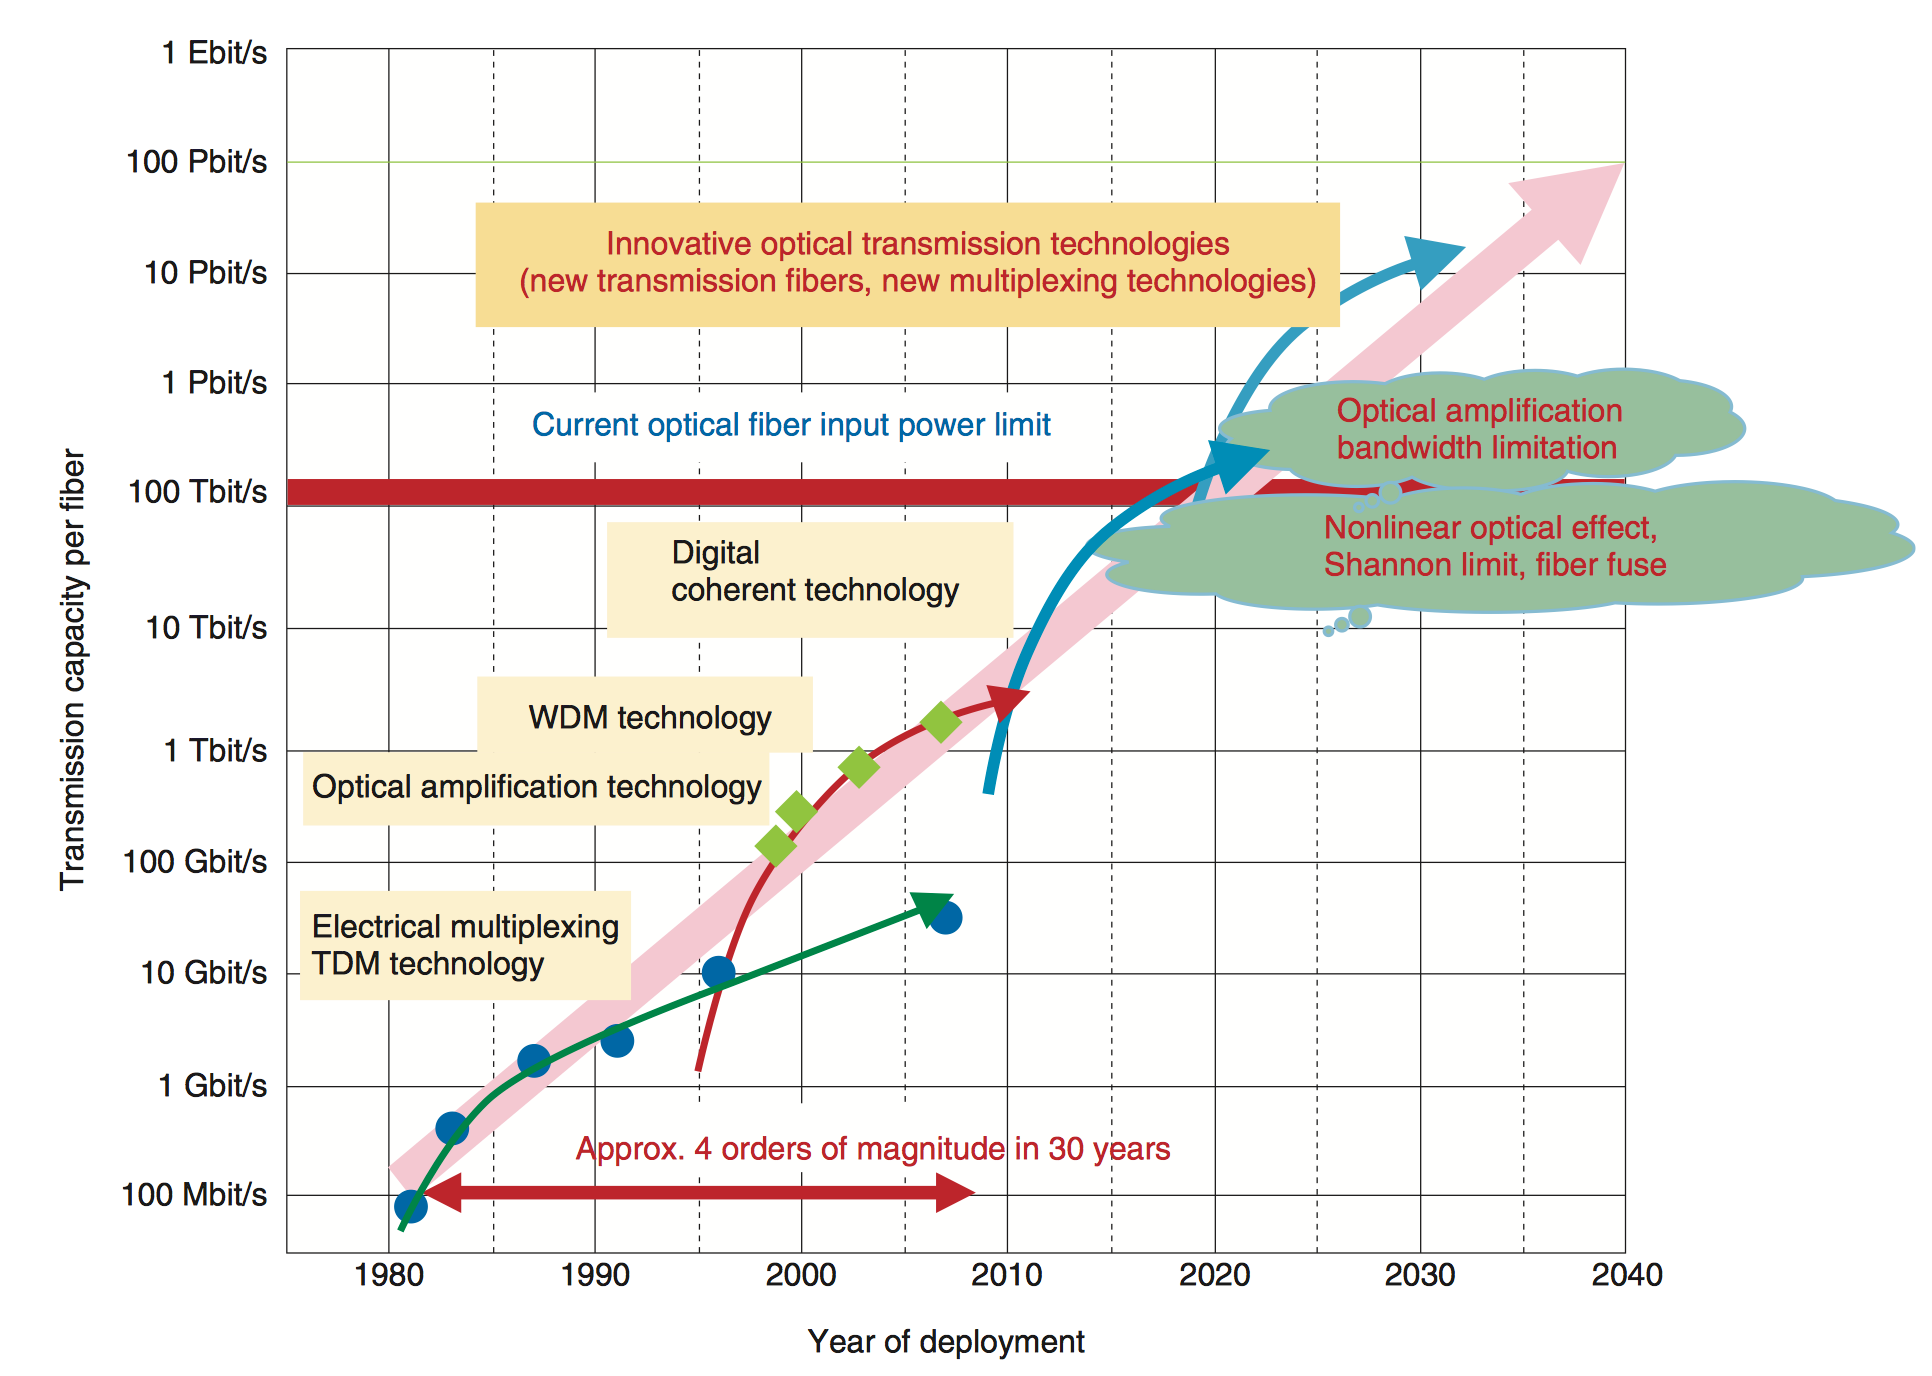 1 Ebit/s
100 Pbit/s
10 Pbit/s
1 Pbit/s
100 Tbit/s
10 Tbit/s
1 Tbit/s
100 Gbit/s
10 Gbit/s
1 Gbit/s
100 Mbit/s
Transmission capacity per fiber
Innovative optical transmission technologies
(new transmission fibers, new multiplexing technologies)
Current optical fiber input power limit
Optical amplification
bandwidth limitation
Nonlinear optical effect,
Shannon limit, fiber fuse
Digital
coherent technology
WDM technology
Optical amplification technology
Electrical multiplexing
TDM technology
Approx. 4 orders of magnitude in 30 years
1980
1990
2000
2010
2020
2030
2040
Year of deployment